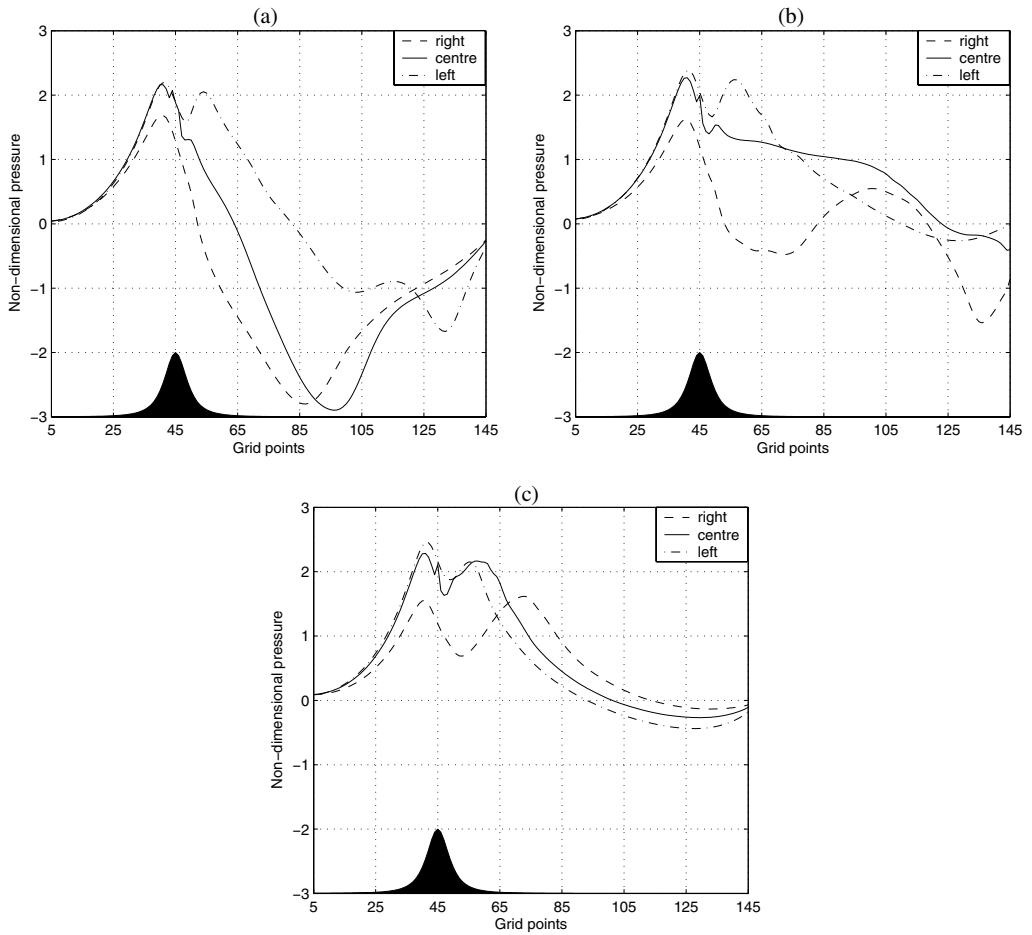 (a)
3
2
1
0
−1
−2
−3
Non−dimensional pressure
right
centre
left
5 25 45 65 85 105 125 145
Grid points
(b)
3
2
1
0
−1
−2
−3
Non−dimensional pressure
right
centre
left
5 25 45 65 85 105 125 145
Grid points
(c)
3
2
1
0
−1
−2
−3
Non−dimensional pressure
right
centre
left
5 25 45 65 85 105 125 145
Grid points